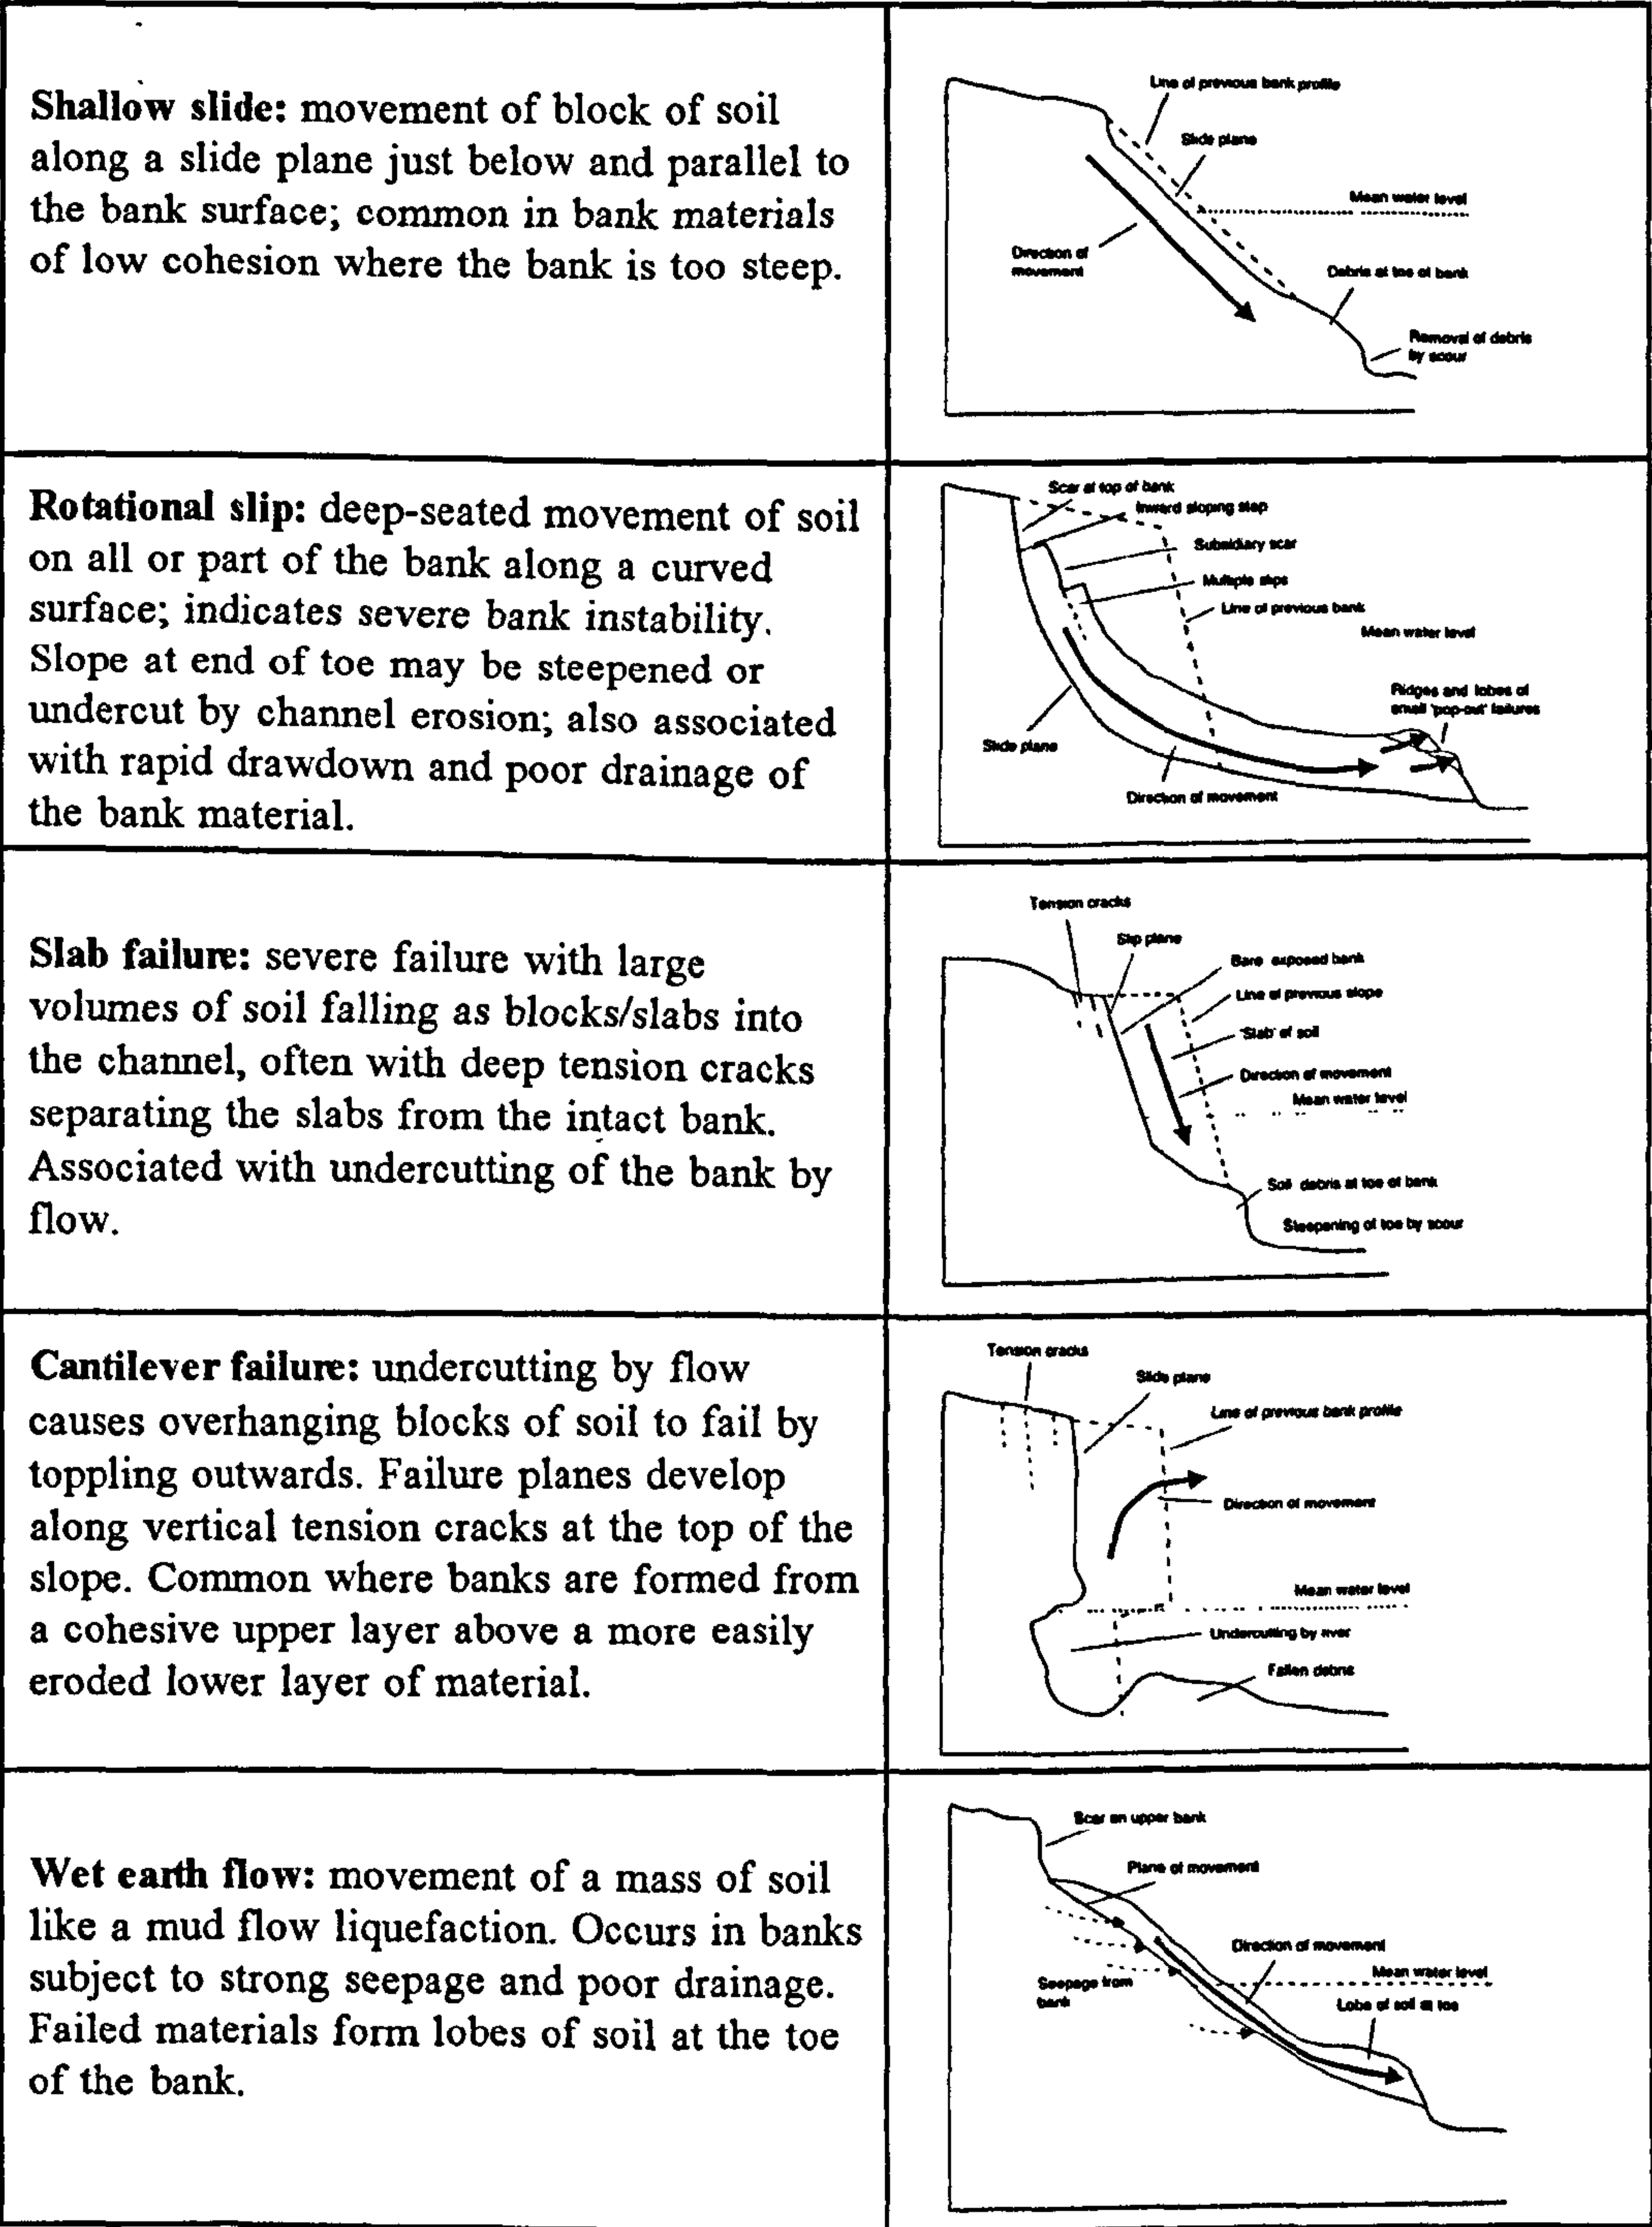 Shallow slide: movement of block of soil
along a slide plane just below and parallel to
the bank surface; common in bank materials
of low cohesion where the bank is too steep.
Line of previous bank profile
Slide plane
Mean water level
Direction of
movement
Debris at toe of bank
Removal of debris
by scour
Rotational slip: deep-seated movement of soil
on all or part of the bank along a curved
surface; indicates severe bank instability.
Slope at end of toe may be steepened or
undercut by channel erosion; also associated
with rapid drawdown and poor drainage of
the bank material.
Scar at top of bank
Inward sloping step
Subsidiary scar
Multiple slips
Line of previous bank
Mean water level
Ridges and lobes of
small 'pop-out' failures
Slide plane
Direction of movement
Slab failure: severe failure with large
volumes of soil falling as blocks/slabs into
the channel, often with deep tension cracks
separating the slabs from the intact bank.
Associated with undercutting of the bank by
flow.
Tension cracks
Slip plane
Bare exposed bank
Line of previous slope
'Slab' of soil
Direction of movement
Mean water level
Soil debris at toe of bank
Steepening of toe by scour
Cantilever failure: undercutting by flow
causes overhanging blocks of soil to fail by
toppling outwards. Failure planes develop
along vertical tension cracks at the top of the
slope. Common where banks are formed from
a cohesive upper layer above a more easily
eroded lower layer of material.
Tension cracks
Slide plane
Line of previous bank profile
Direction of movement
Mean water level
Undercutting by river
Fallen debris
Wet earth flow: movement of a mass of soil
like a mud flow liquefaction. Occurs in banks
subject to strong seepage and poor drainage.
Failed materials form lobes of soil at the toe
of the bank.
Scar on upper bank
Plane of movement
Direction of movement
Mean water level
Seepage from
bank
Lobe of soil at toe